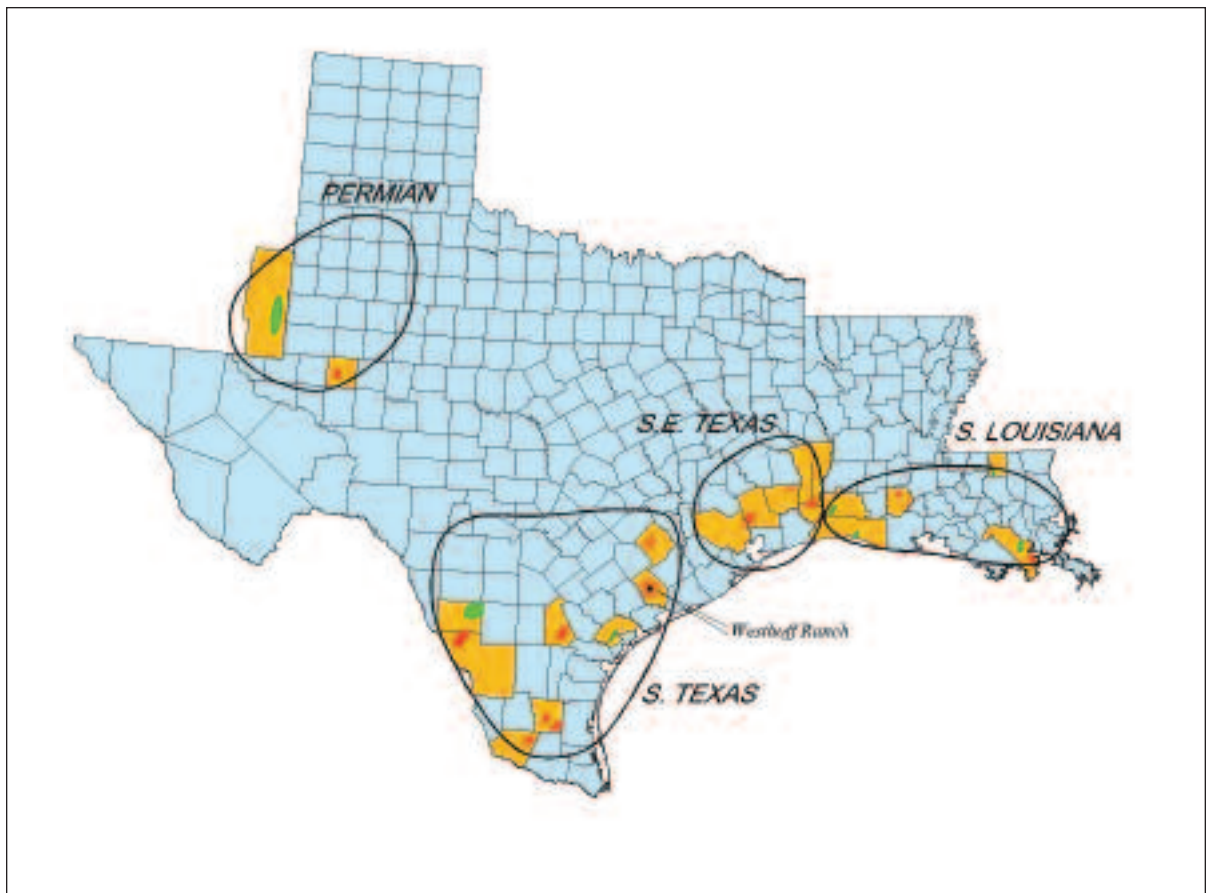 PERMIAN
S.E. TEXAS
S. LOUISIANA
Westhoff Ranch
S. TEXAS